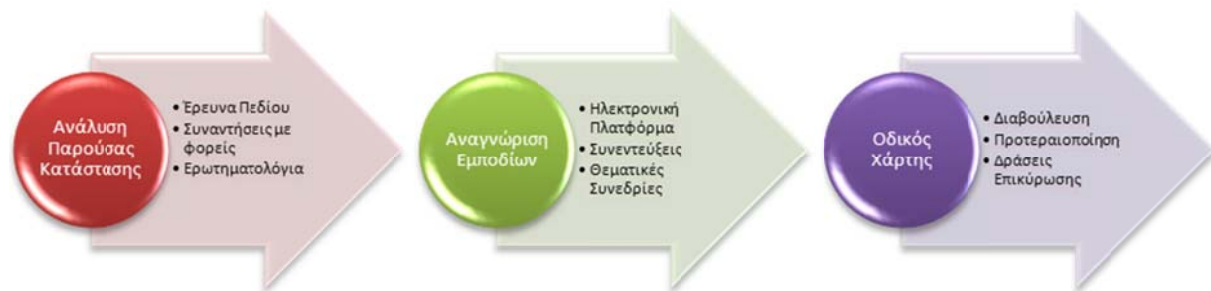 Ανάλυση
Παρούσας
Κατάστασης
• Έρευνα Πεδίου
• Συναντήσεις με
φορείς
• Ερωτηματολόγια
Αναγνώριση
Εμποδίων
• Ηλεκτρονική
Πλατφόρμα
• Συνεντεύξεις
• Θεματικές
Συνεδρίες
Οδικός
Χάρτης
• Διαβούλευση
• Προτεραιοποίηση
• Δράσεις
Επικύρωσης